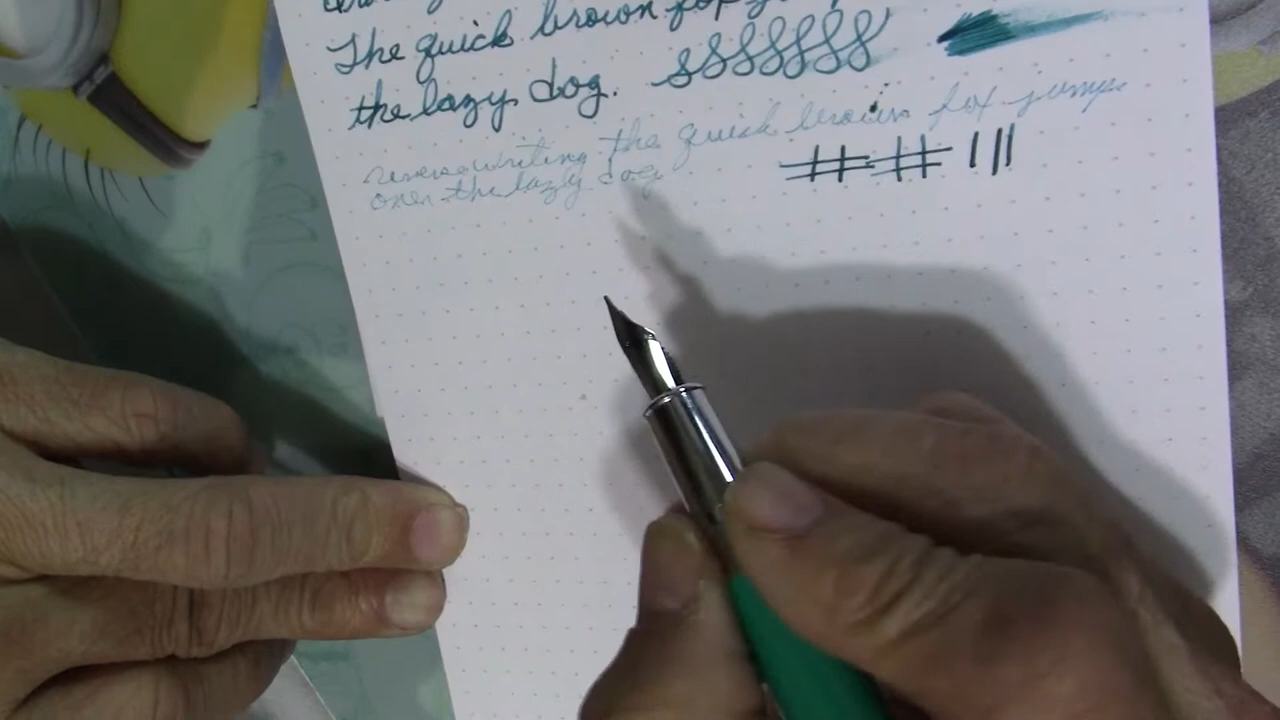 The quick brown fox
the lazy dog. sssssss
reverse writing the quick brown fox jumps
over the lazy dog